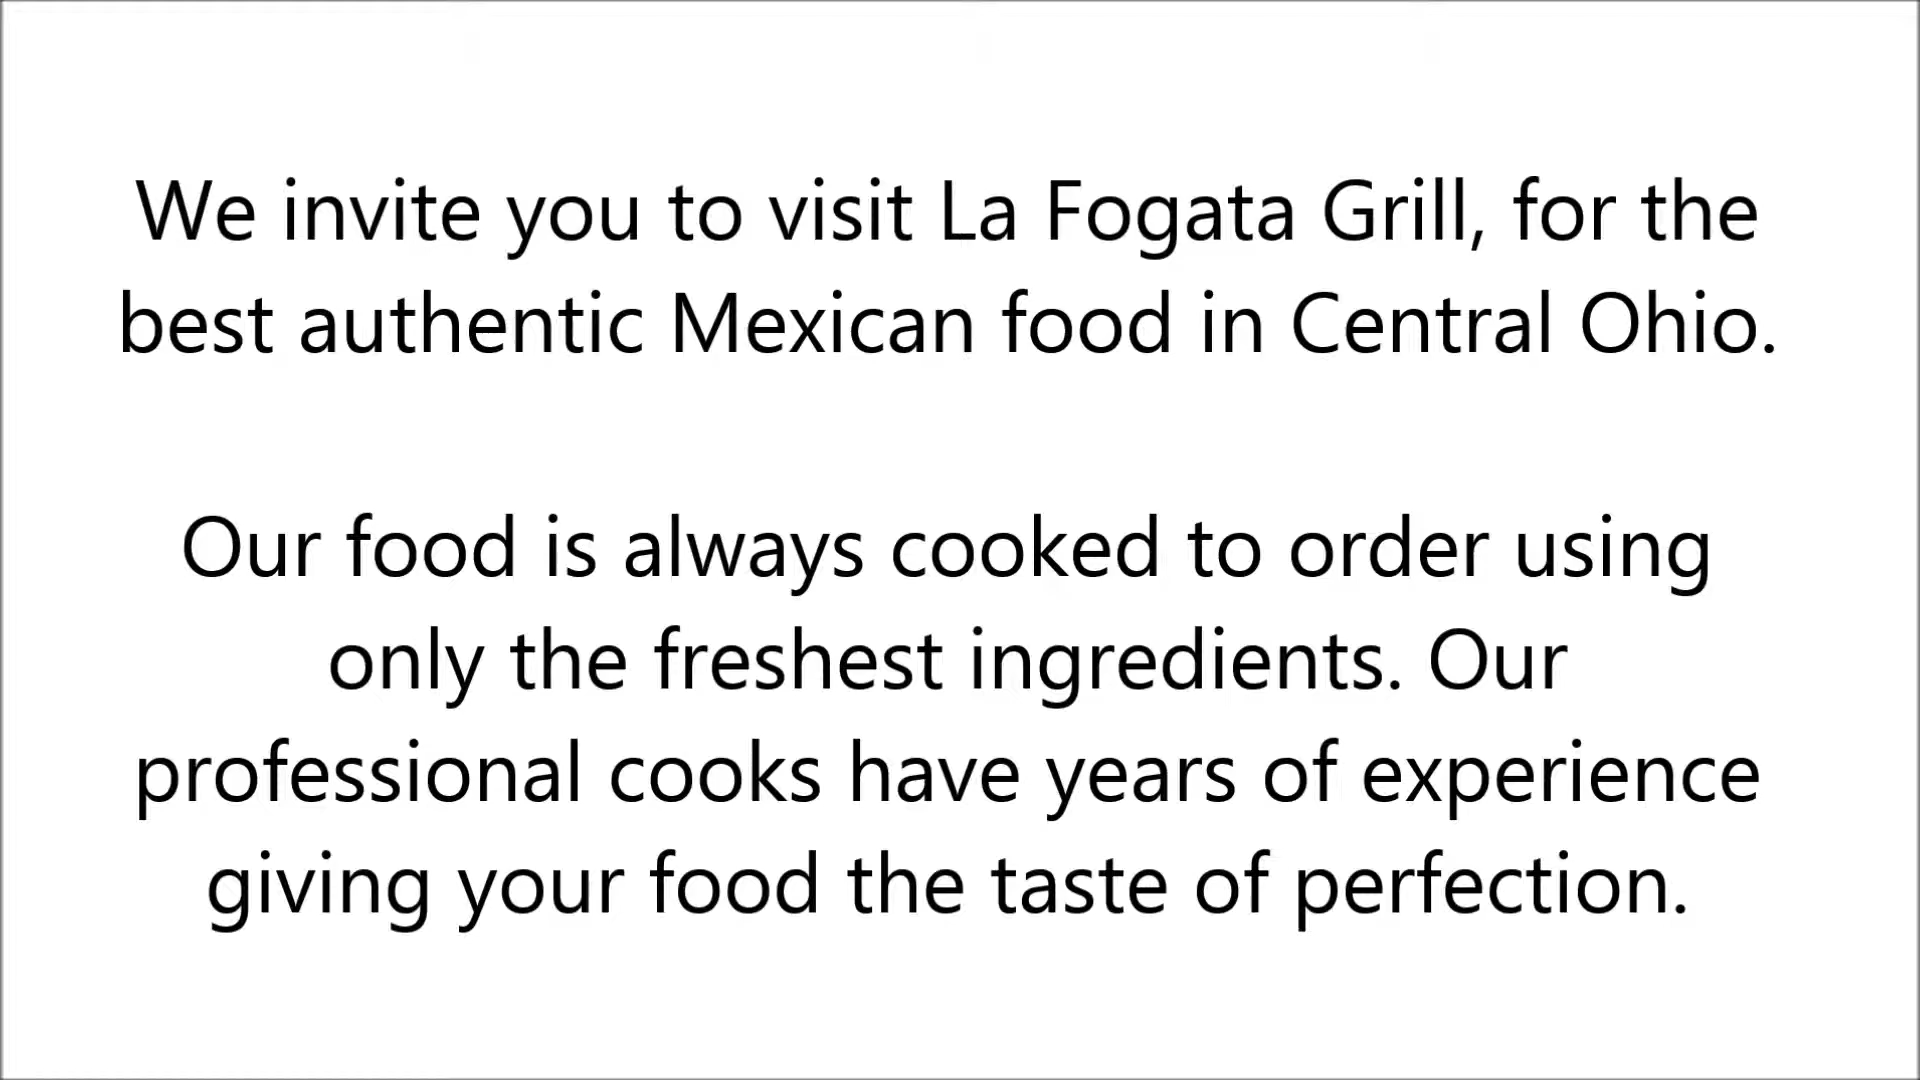 We invite you to visit La Fogata Grill, for the
best authentic Mexican food in Central Ohio.
Our food is always cooked to order using
only the freshest ingredients. Our
professional cooks have years of experience
giving your food the taste of perfection.